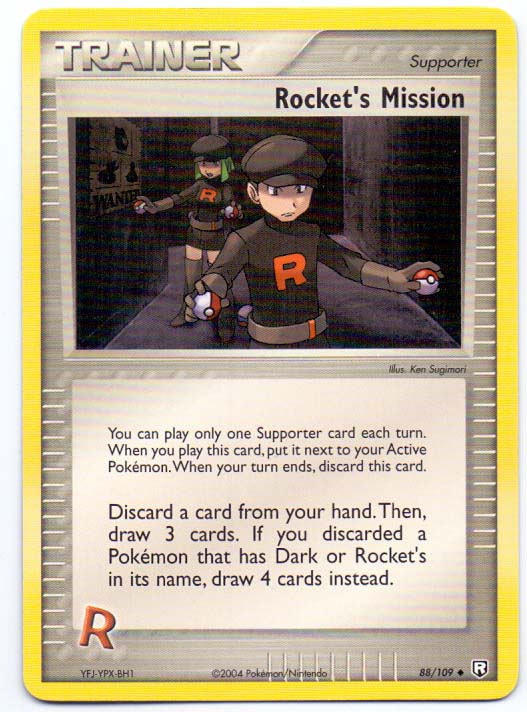 TRAINER
Supporter
Rocket's Mission
WANTED
R
R
Illus. Ken Sugimori
You can play only one Supporter card each turn.
When you play this card, put it next to your Active
Pokémon. When your turn ends, discard this card.
Discard a card from your hand. Then,
draw 3 cards. If you discarded a
Pokémon that has Dark or Rocket's
in its name, draw 4 cards instead.
R
YFJ-YPX-BH1
©2004 Pokémon/Nintendo
88/109 ◆ R